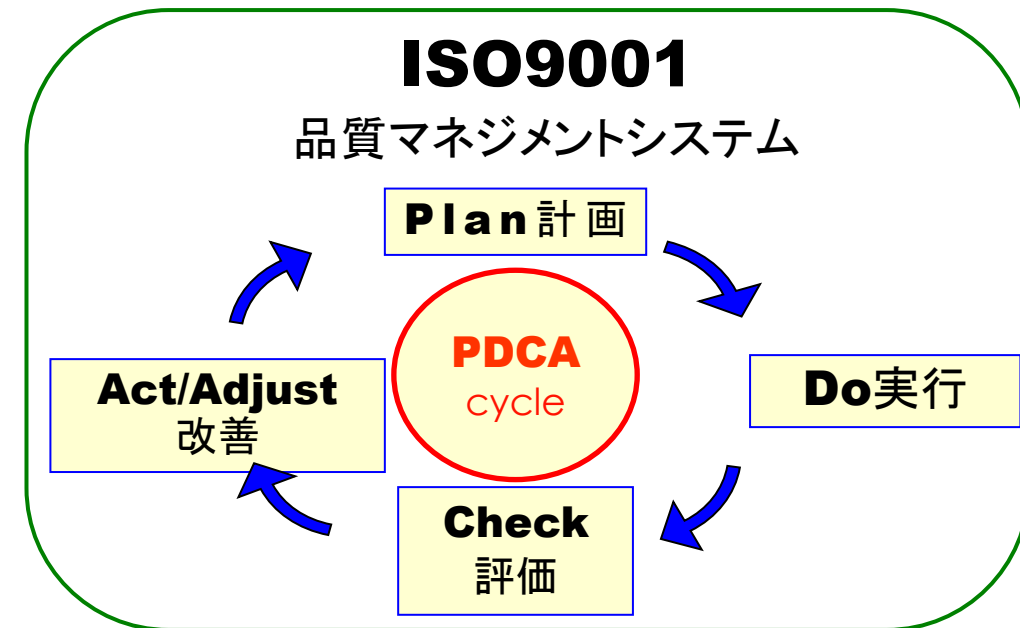 ISO9001
品質マネジメントシステム
Plan計画
PDCA
cycle
Do実行
Act/Adjust
改善
Check
評価